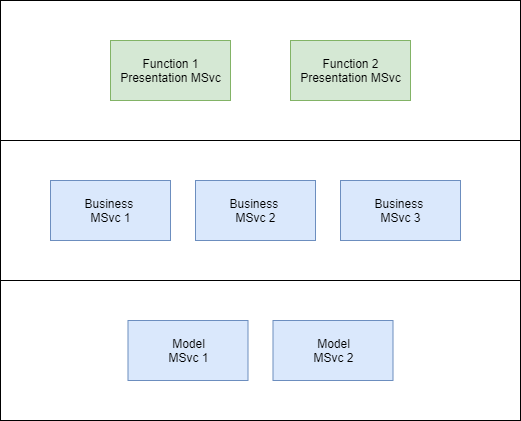 Function 1
Presentation MSvc
Function 2
Presentation MSvc
Business
MSvc 1
Business
MSvc 2
Business
MSvc 3
Model
MSvc 1
Model
MSvc 2